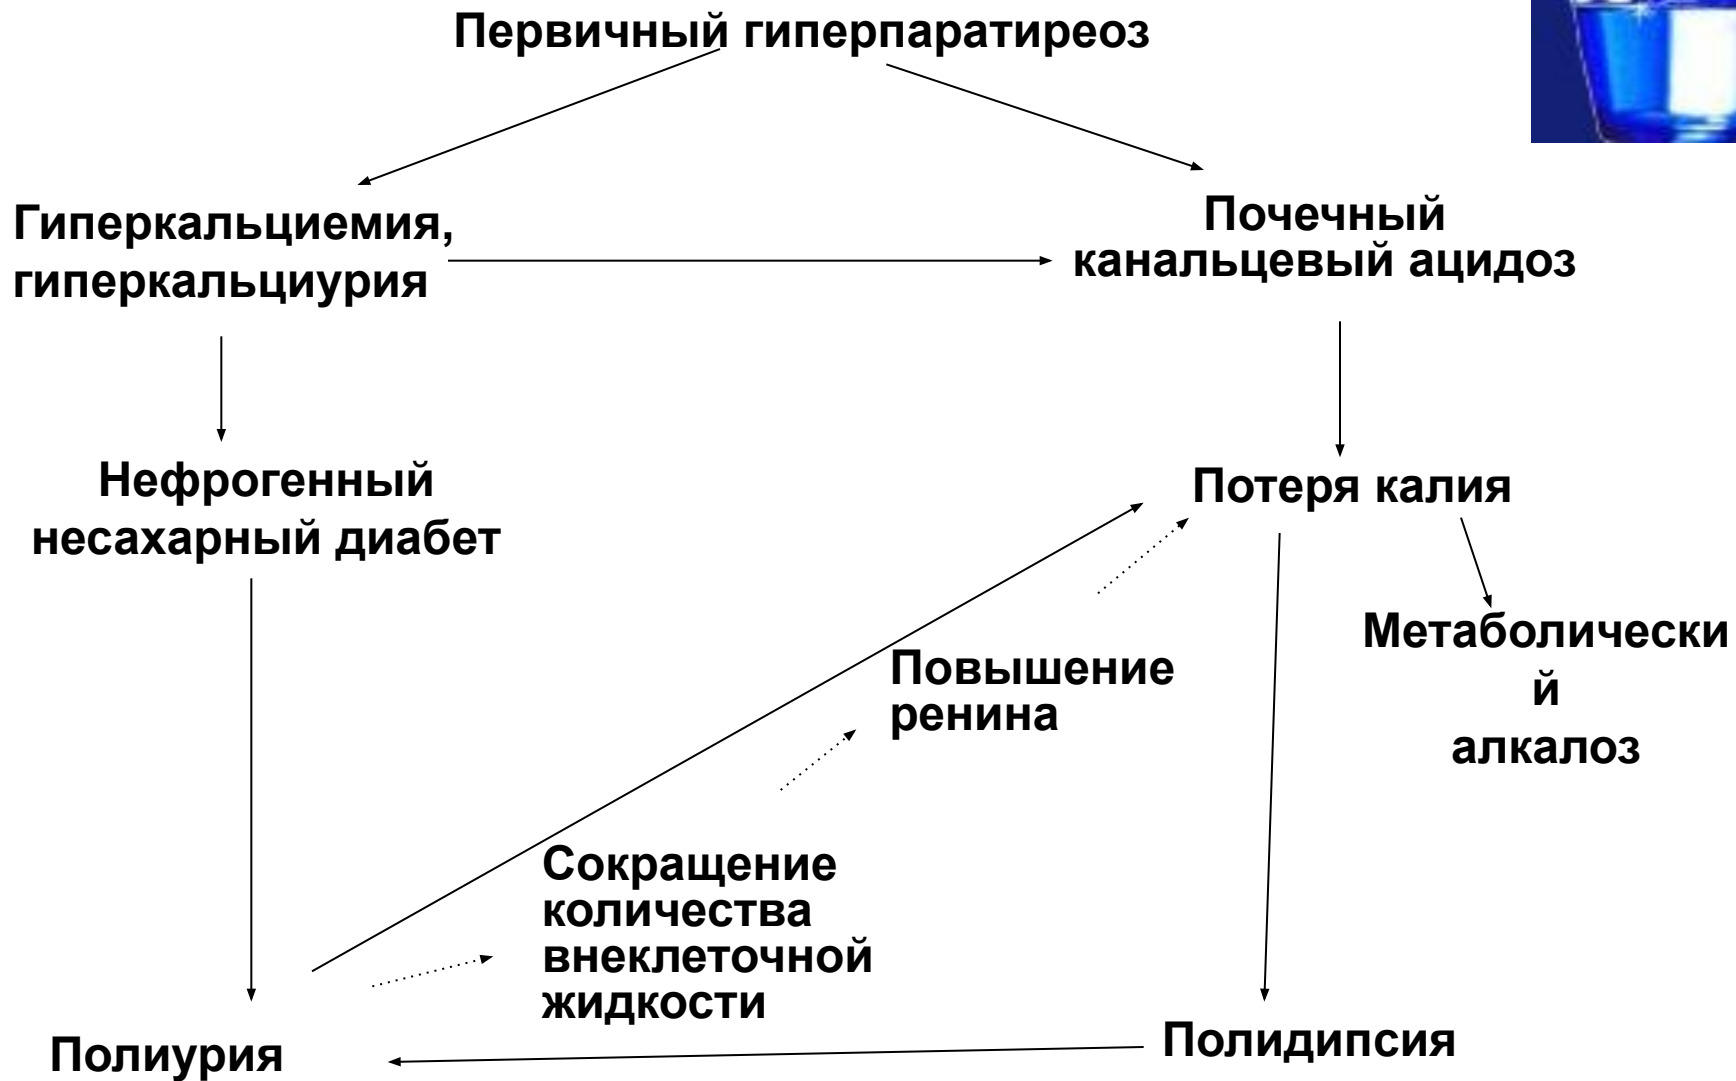 Первичный гиперпаратиреоз
Гиперкальциемия,
гиперкальциурия
Почечный
канальцевый ацидоз
Нефрогенный
несахарный диабет
Потеря калия
Метаболически
й
алкалоз
Повышение
ренина
Сокращение
количества
внеклеточной
жидкости
Полиурия
Полидипсия